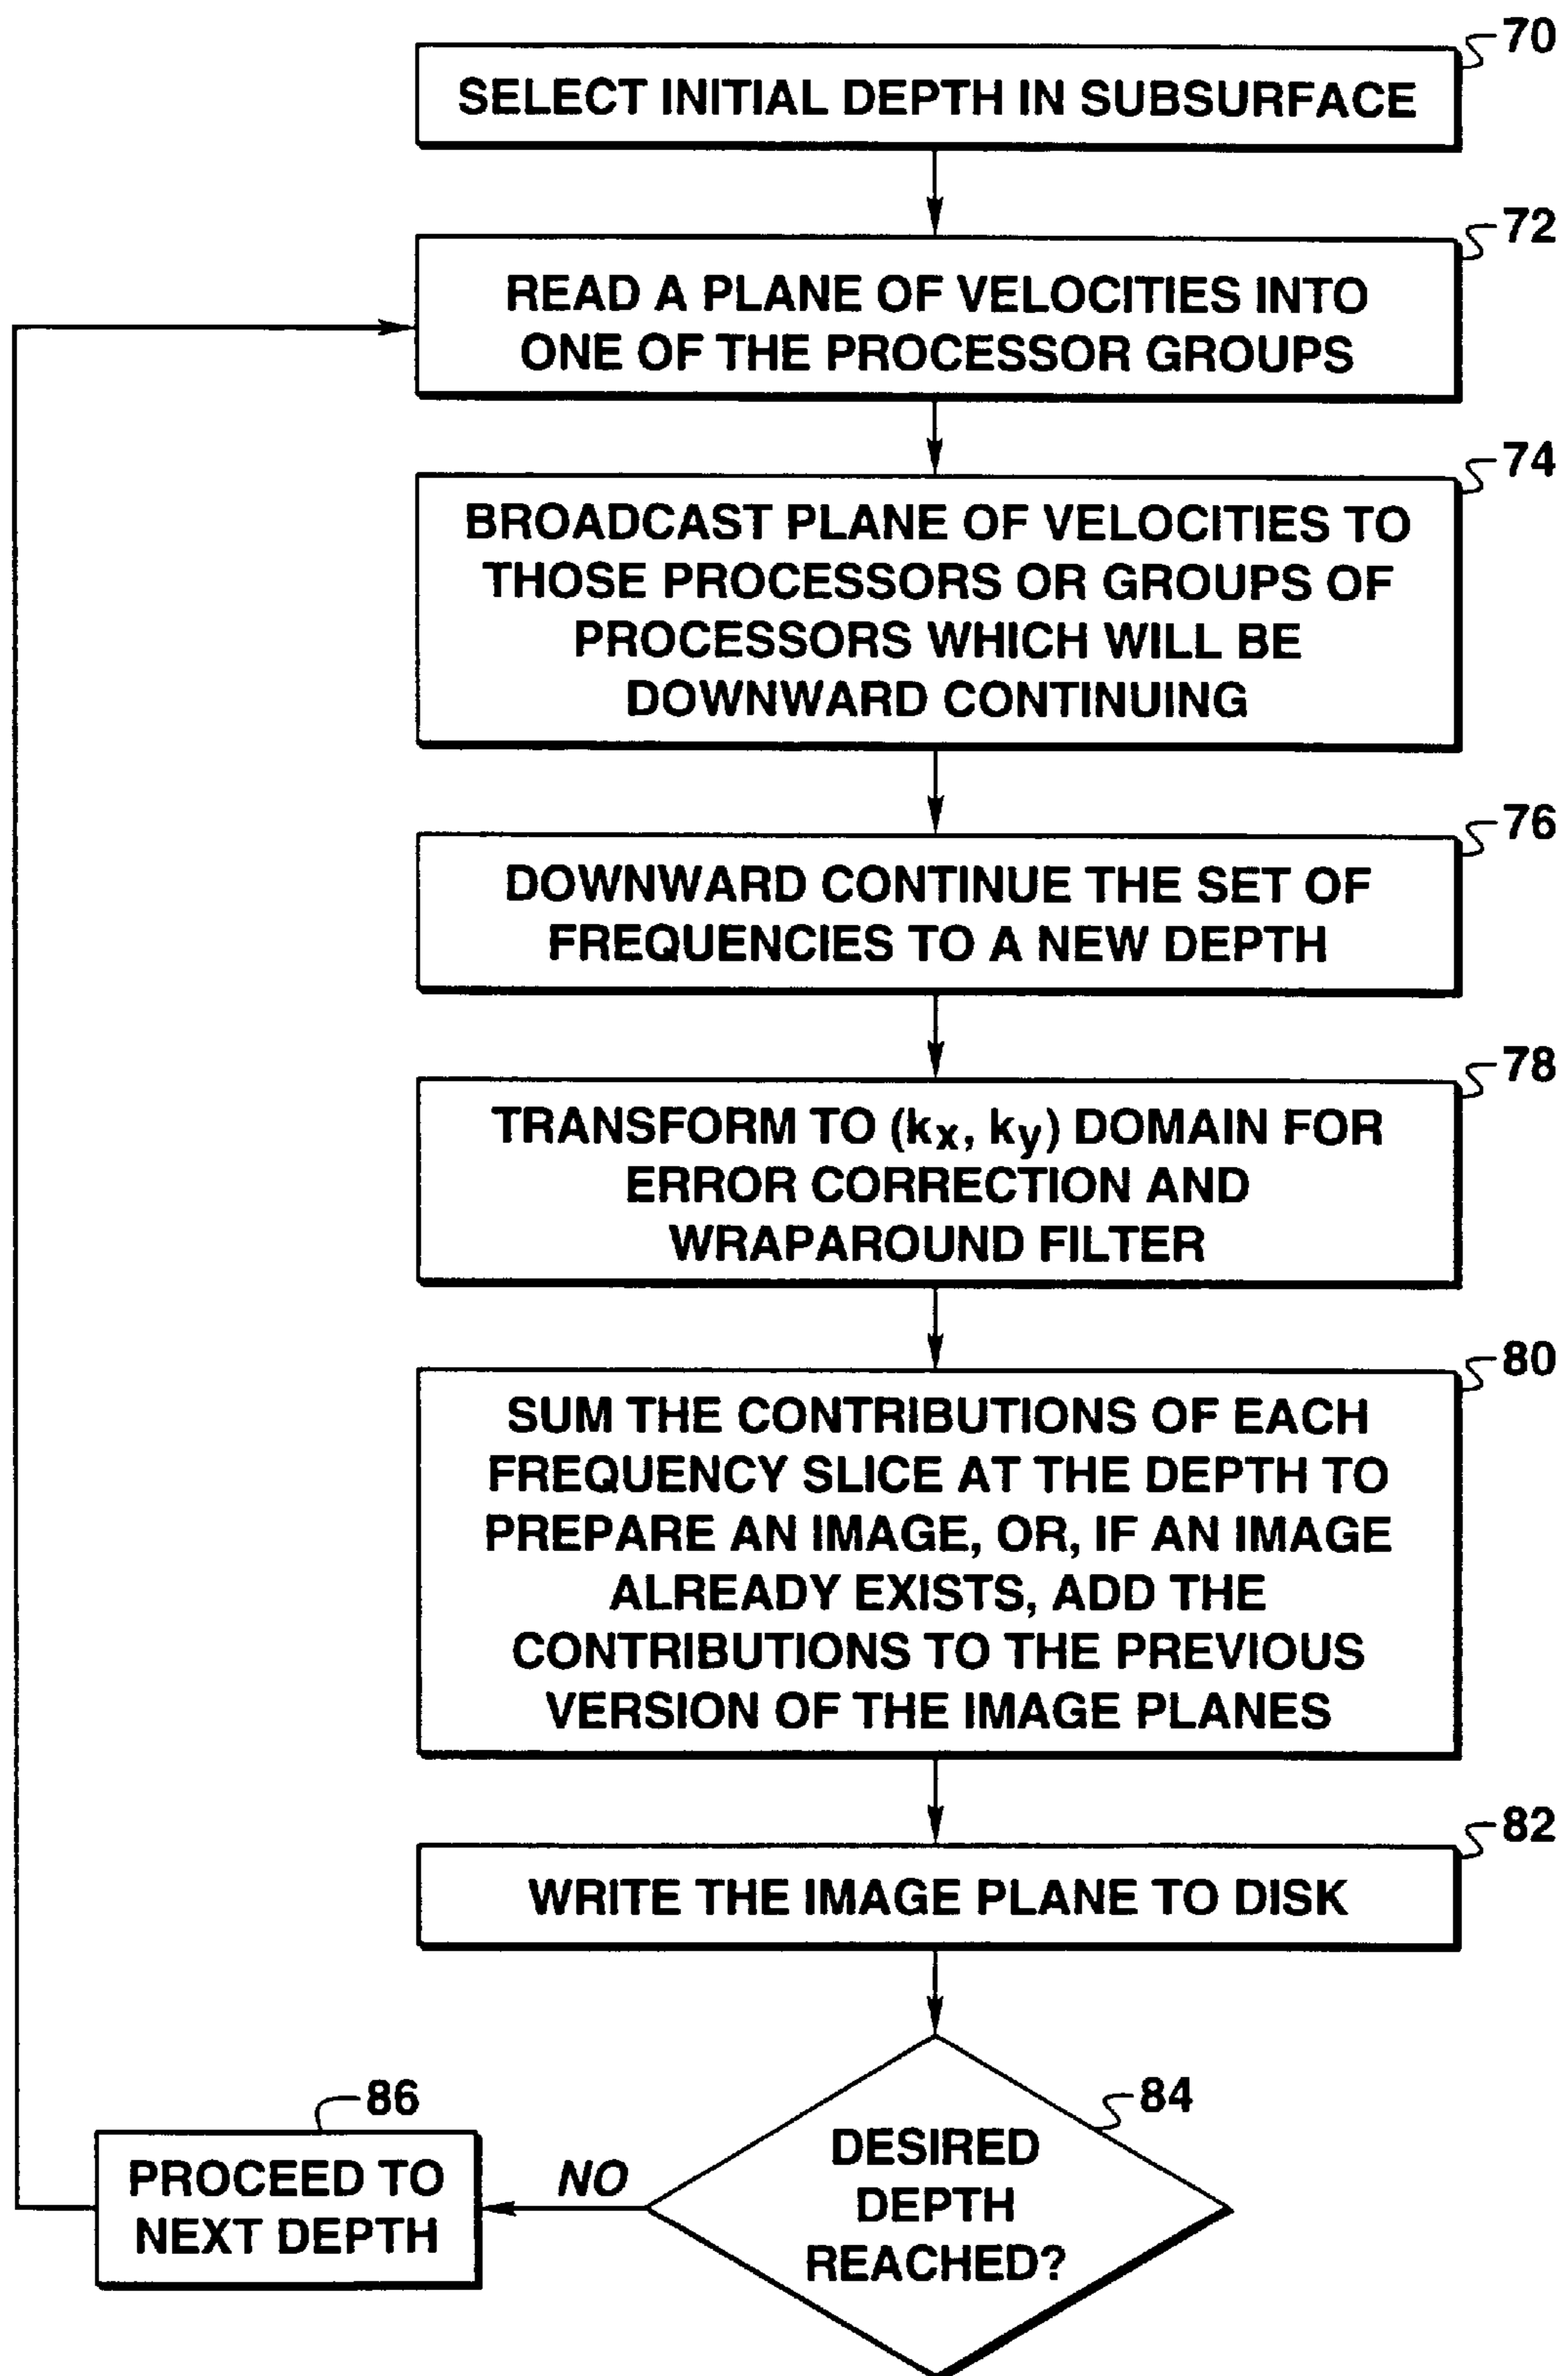 70
SELECT INITIAL DEPTH IN SUBSURFACE
72
READ A PLANE OF VELOCITIES INTO
ONE OF THE PROCESSOR GROUPS
74
BROADCAST PLANE OF VELOCITIES TO
THOSE PROCESSORS OR GROUPS OF
PROCESSORS WHICH WILL BE
DOWNWARD CONTINUING
76
DOWNWARD CONTINUE THE SET OF
FREQUENCIES TO A NEW DEPTH
78
TRANSFORM TO (kx, ky) DOMAIN FOR
ERROR CORRECTION AND
WRAPAROUND FILTER
80
SUM THE CONTRIBUTIONS OF EACH
FREQUENCY SLICE AT THE DEPTH TO
PREPARE AN IMAGE, OR, IF AN IMAGE
ALREADY EXISTS, ADD THE
CONTRIBUTIONS TO THE PREVIOUS
VERSION OF THE IMAGE PLANES
82
WRITE THE IMAGE PLANE TO DISK
84
DESIRED
DEPTH
REACHED?
NO
86
PROCEED TO
NEXT DEPTH